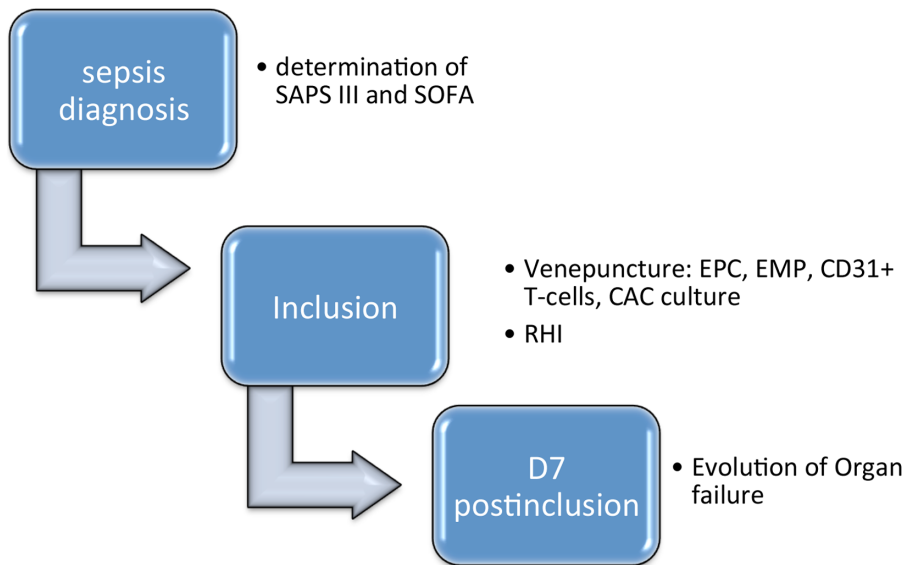 sepsis
diagnosis
• determination of
SAPS III and SOFA
Inclusion
• Venepuncture: EPC, EMP, CD31+
T-cells, CAC culture
• RHI
D7
postinclusion
• Evolution of Organ
failure